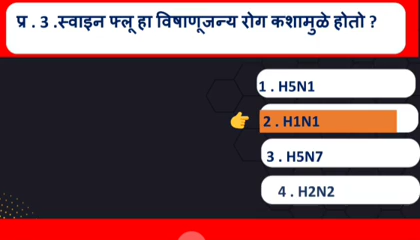 प्र . 3 .स्वाइन फ्लू हा विषाणूजन्य रोग कशामुळे होतो ?
1 . H5N1
2 . H1N1
3 . H5N7
4 . H2N2